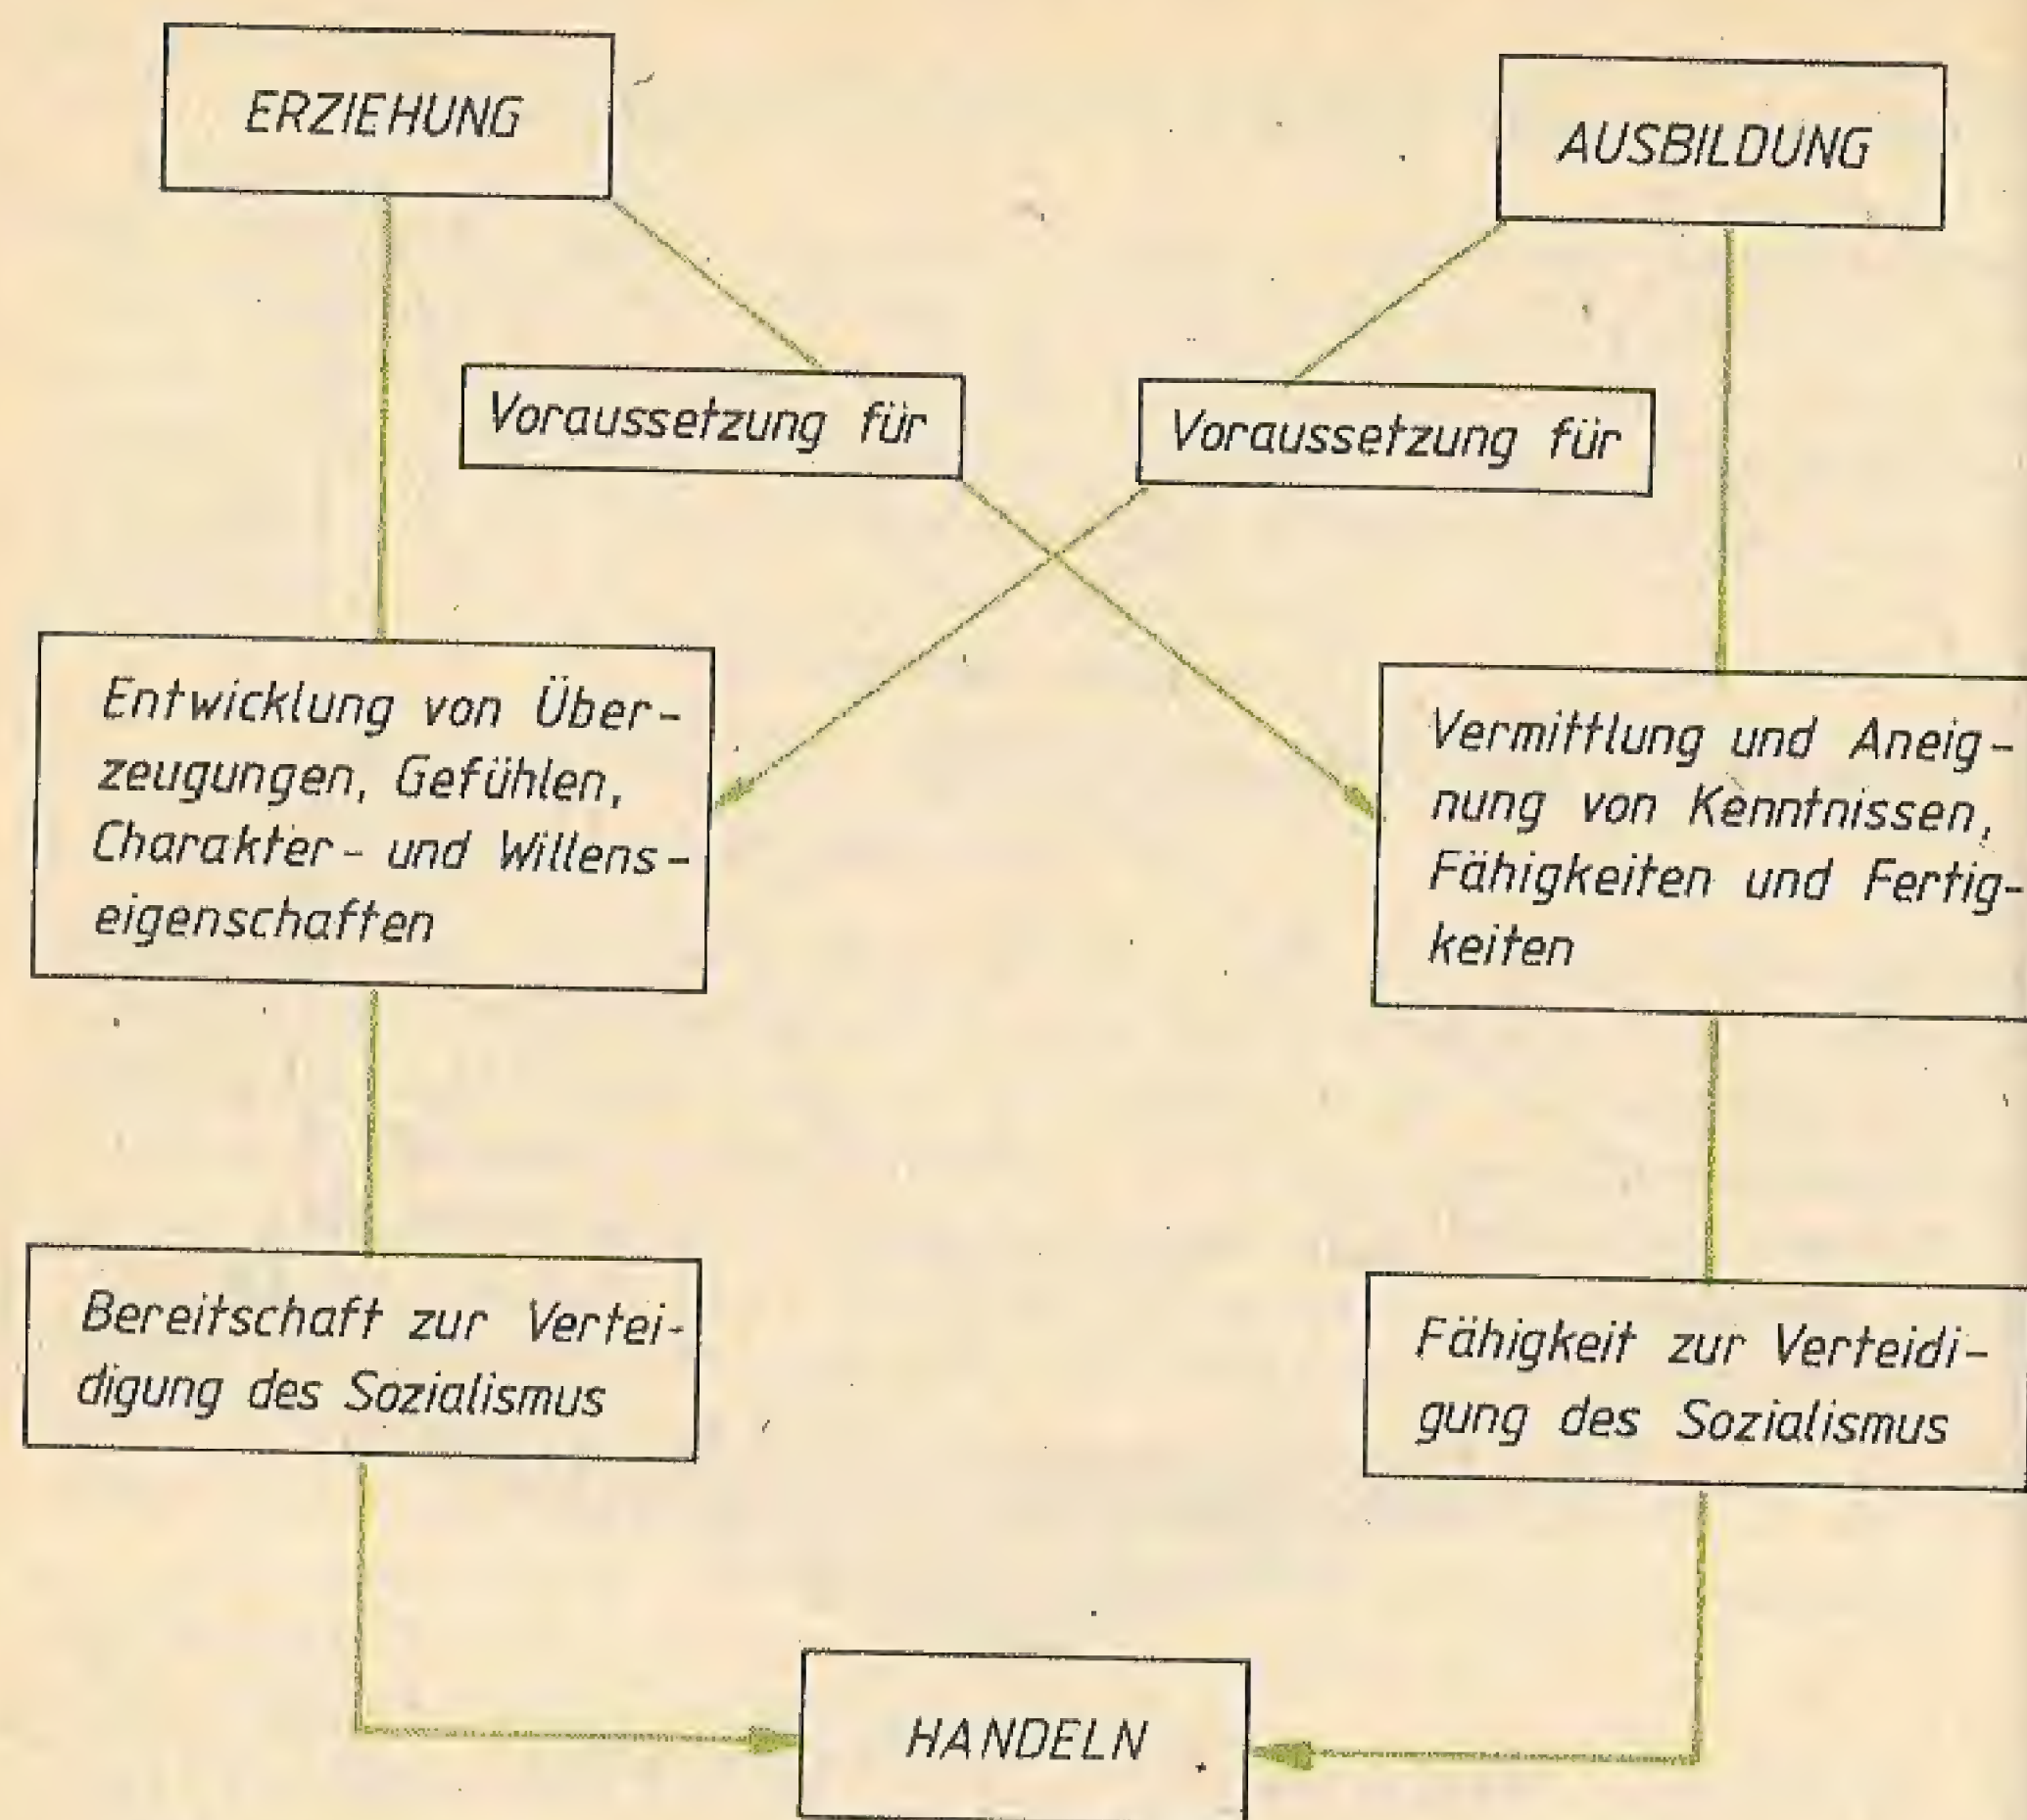 ERZIEHUNG
AUSBILDUNG
Voraussetzung für
Voraussetzung für
Entwicklung von Über-
zeugungen, Gefühlen,
Charakter- und Willens-
eigenschaften
Vermittlung und Aneig-
nung von Kenntnissen,
Fähigkeiten und Fertig-
keiten
Bereitschaft zur Vertei-
digung des Sozialismus
Fähigkeit zur Verteidi-
gung des Sozialismus
HANDELN